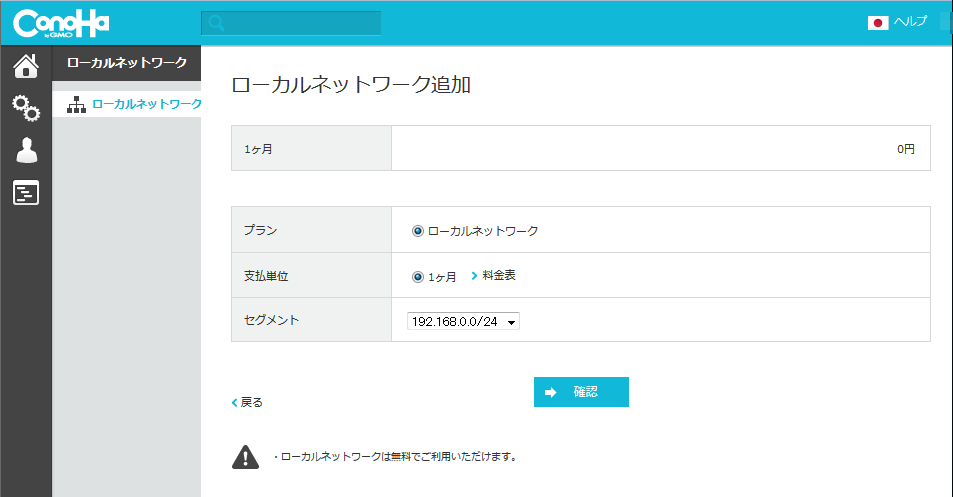 ConoHa
by GMO
ヘルプ
ローカルネットワーク
ローカルネットワーク
ローカルネットワーク追加
1ヶ月
0円
プラン
ローカルネットワーク
支払単位
1ヶ月
料金表
セグメント
192.168.0.0/24
戻る
確認
・ローカルネットワークは無料でご利用いただけます。